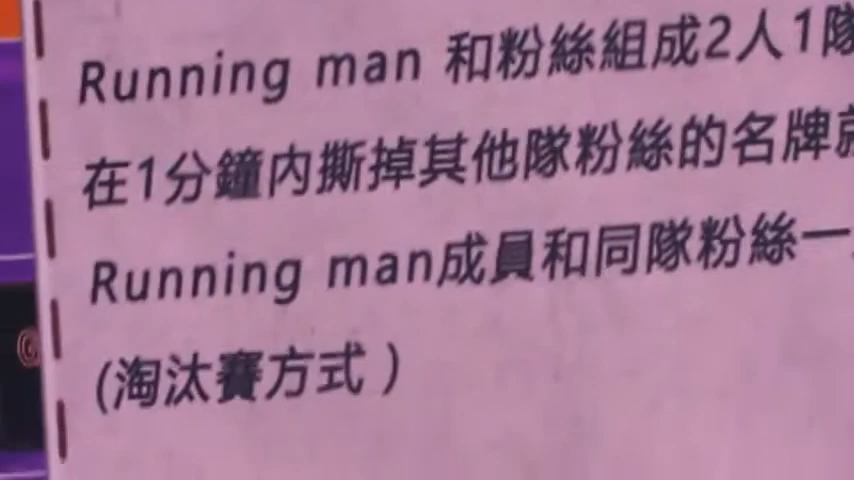 Running man 和粉絲組成2人1隊
在1分鐘內撕掉其他隊粉絲的名牌就
Running man成員和同隊粉絲一
(淘汰賽方式 )